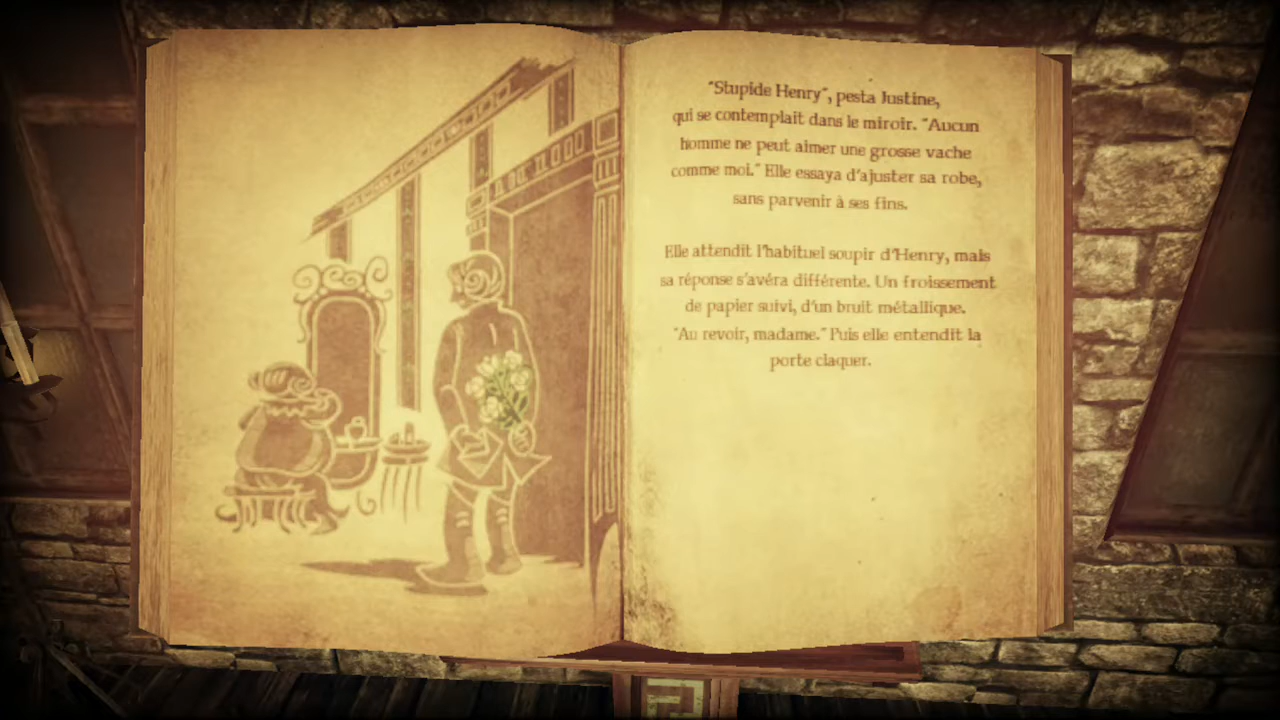 "Stupide Henry", pesta Justine,
qui se contemplait dans le miroir. "Aucun
homme ne peut aimer une grosse vache
comme moi." Elle essaya d'ajuster sa robe,
sans parvenir à ses fins.
Elle attendit l'habituel soupir d'Henry, mais
sa réponse s'avéra différente. Un froissement
de papier suivi, d'un bruit métallique.
"Au revoir, madame." Puis elle entendit la
porte claquer.